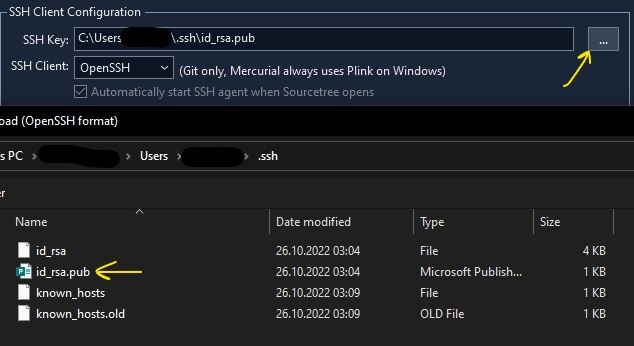 SSH Client Configuration
SSH Key: C:\Users\.ssh\id_rsa.pub ...
SSH Client: OpenSSH (Git only, Mercurial always uses Plink on Windows)
Automatically start SSH agent when Sourcetree opens
oad (OpenSSH format)
s PC > > Users > > .ssh
er
Name Date modified Type Size
id_rsa 26.10.2022 03:04 File 4 KB
id_rsa.pub 26.10.2022 03:04 Microsoft Publish... 1 KB
known_hosts 26.10.2022 03:09 File 1 KB
known_hosts.old 26.10.2022 03:09 OLD File 1 KB